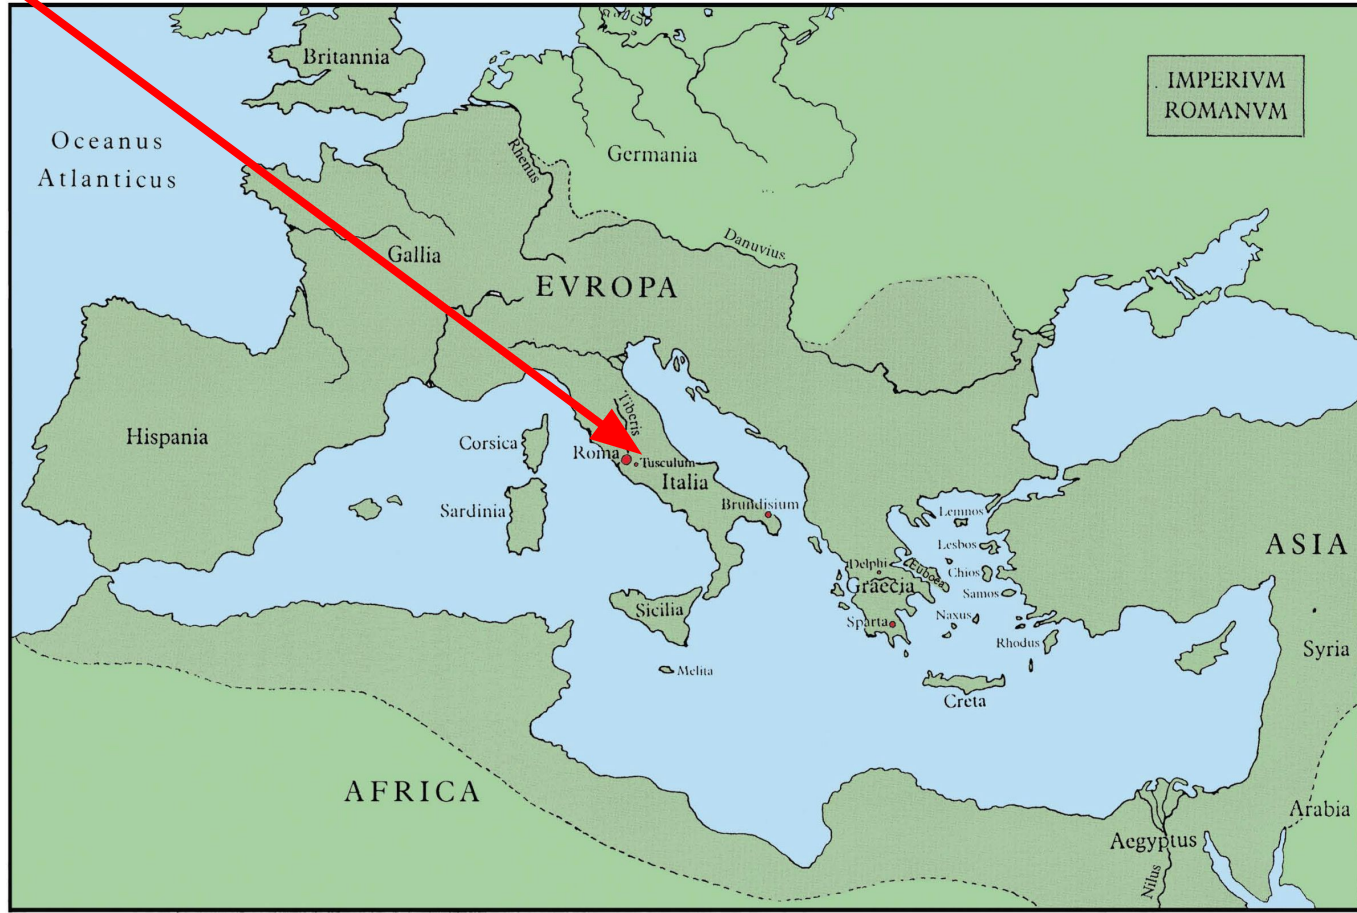 Britannia
IMPERIVM
ROMANVM
Oceanus
Atlanticus
Rhenus
Germania
Gallia
Danuvius
EVROPA
Hispania
Corsica
Tiberis
Roma
Tusculum
Italia
Sardinia
Brundisium
Lemnos
Lesbos
ASIA
Delphi
Euboea
Chios
Graecia
Samos
Sicilia
Sparta
Naxus
Rhodus
Syria
Melita
Creta
AFRICA
Arabia
Aegyptus
Nilus